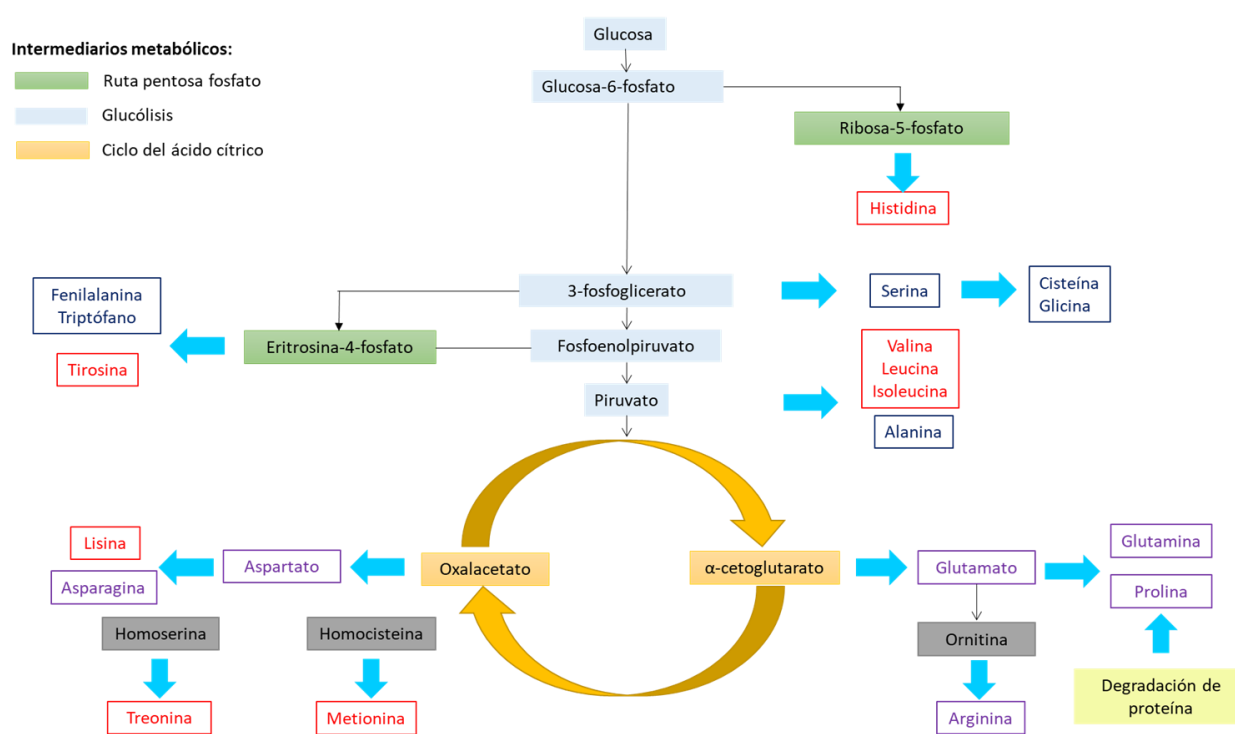 Intermediarios metabólicos:
Ruta pentosa fosfato
Glucólisis
Ciclo del ácido cítrico
Glucosa
Glucosa-6-fosfato
Ribosa-5-fosfato
Histidina
3-fosfoglicerato
Serina
Cisteína
Glicina
Fenilalanina
Triptófano
Tirosina
Eritrosina-4-fosfato
Fosfoenolpiruvato
Piruvato
Valina
Leucina
Isoleucina
Alanina
Lisina
Asparagina
Aspartato
Oxalacetato
α-cetoglutarato
Glutamato
Glutamina
Prolina
Homoserina
Homocisteina
Ornitina
Degradación de
proteína
Treonina
Metionina
Arginina